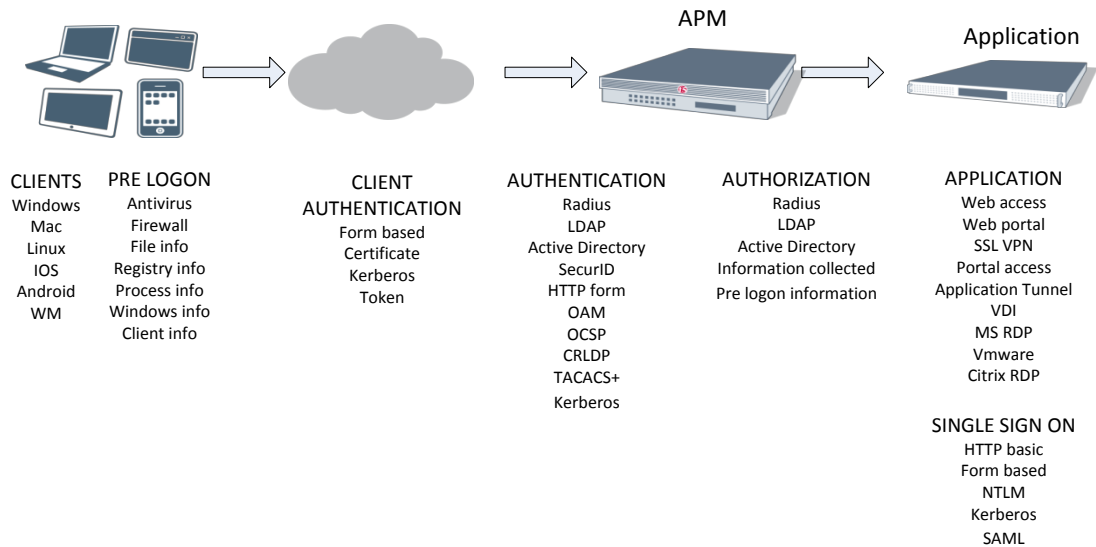 APM
Application
f5
CLIENTS
Windows
Mac
Linux
IOS
Android
WM
PRE LOGON
Antivirus
Firewall
File info
Registry info
Process info
Windows info
Client info
CLIENT
AUTHENTICATION
Form based
Certificate
Kerberos
Token
AUTHENTICATION
Radius
LDAP
Active Directory
SecurID
HTTP form
OAM
OCSP
CRLDP
TACACS+
Kerberos
AUTHORIZATION
Radius
LDAP
Active Directory
Information collected
Pre logon information
APPLICATION
Web access
Web portal
SSL VPN
Portal access
Application Tunnel
VDI
MS RDP
Vmware
Citrix RDP
SINGLE SIGN ON
HTTP basic
Form based
NTLM
Kerberos
SAML